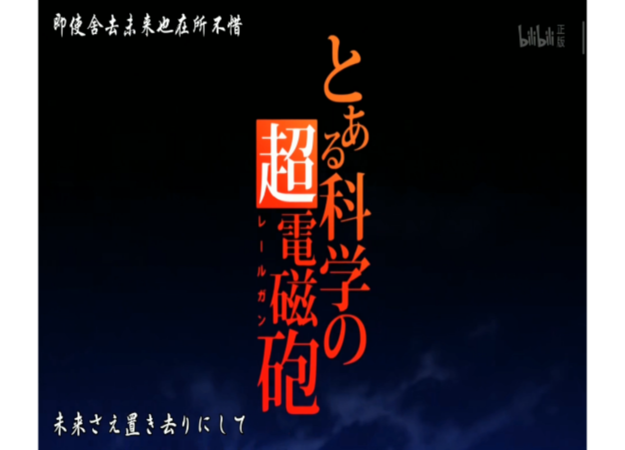 即使舍去未来也在所不惜
bilibili 正版
とある科学の
超電磁砲
レールガン
未来さえ置き去りにして